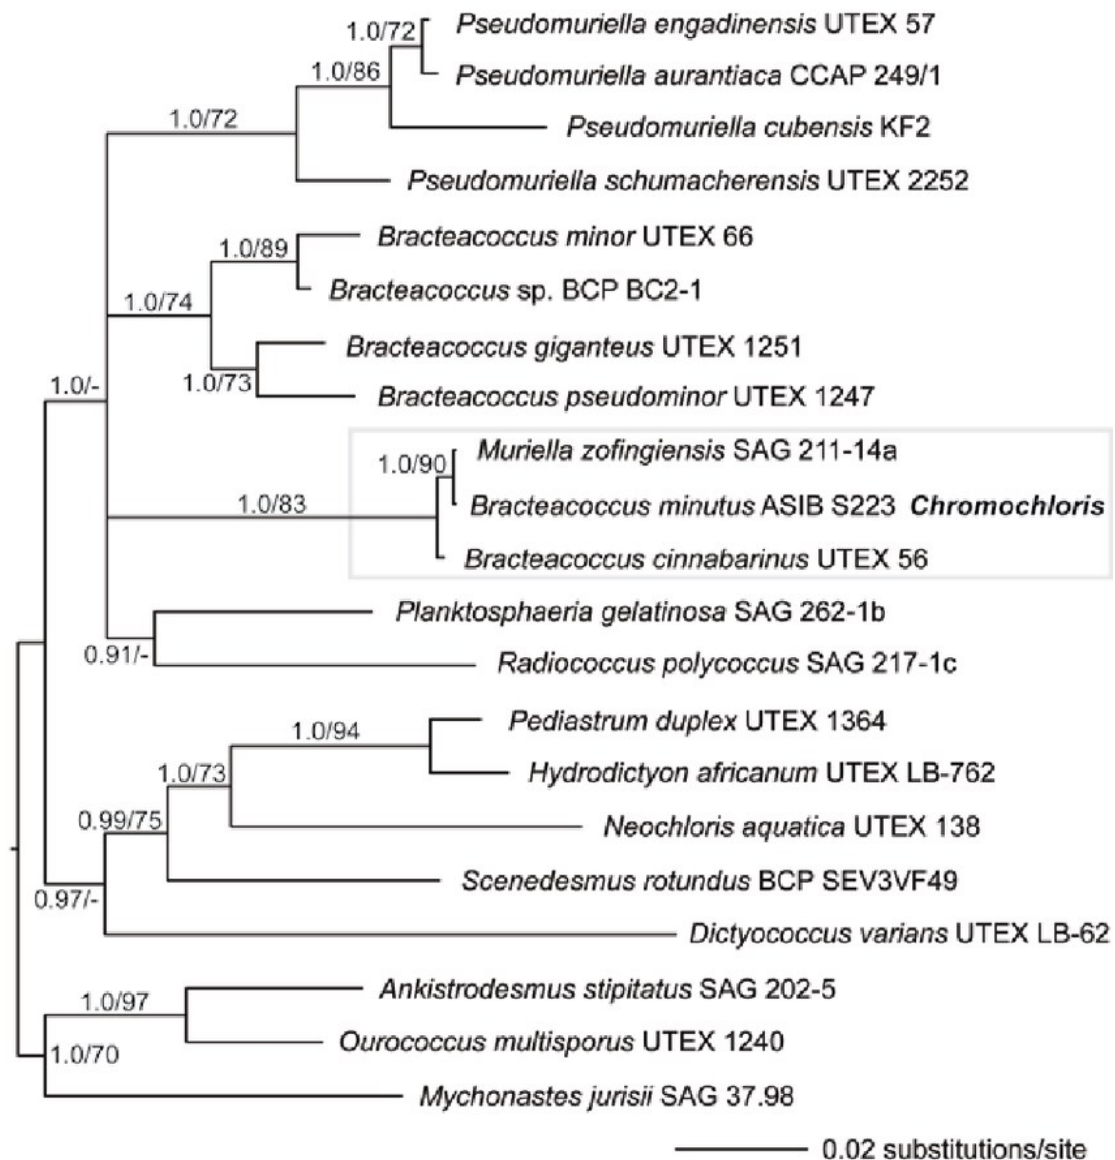 1.0/72
Pseudomuriella engadinensis UTEX 57
1.0/86
Pseudomuriella aurantiaca CCAP 249/1
1.0/72
Pseudomuriella cubensis KF2
Pseudomuriella schumacherensis UTEX 2252
Bracteacoccus minor UTEX 66
1.0/89
Bracteacoccus sp. BCP BC2-1
1.0/74
Bracteacoccus giganteus UTEX 1251
1.0/-
1.0/73
Bracteacoccus pseudominor UTEX 1247
Muriella zofingiensis SAG 211-14a
1.0/90
1.0/83
Bracteacoccus minutus ASIB S223 Chromochloris
Bracteacoccus cinnabarinus UTEX 56
Planktosphaeria gelatinosa SAG 262-1b
0.91/-
Radiococcus polycoccus SAG 217-1c
Pediastrum duplex UTEX 1364
1.0/94
1.0/73
Hydrodictyon africanum UTEX LB-762
0.99/75
Neochloris aquatica UTEX 138
Scenedesmus rotundus BCP SEV3VF49
0.97/-
Dictyococcus varians UTEX LB-62
Ankistrodesmus stipitatus SAG 202-5
1.0/97
Ourococcus multisporus UTEX 1240
1.0/70
Mychonastes jurisii SAG 37.98
0.02 substitutions/site